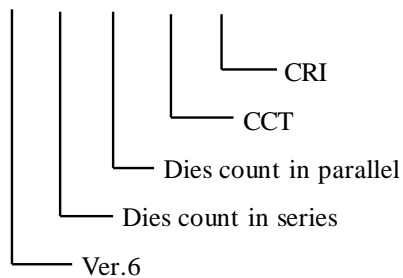 CRI
CCT
Dies count in parallel
Dies count in series
Ver.6